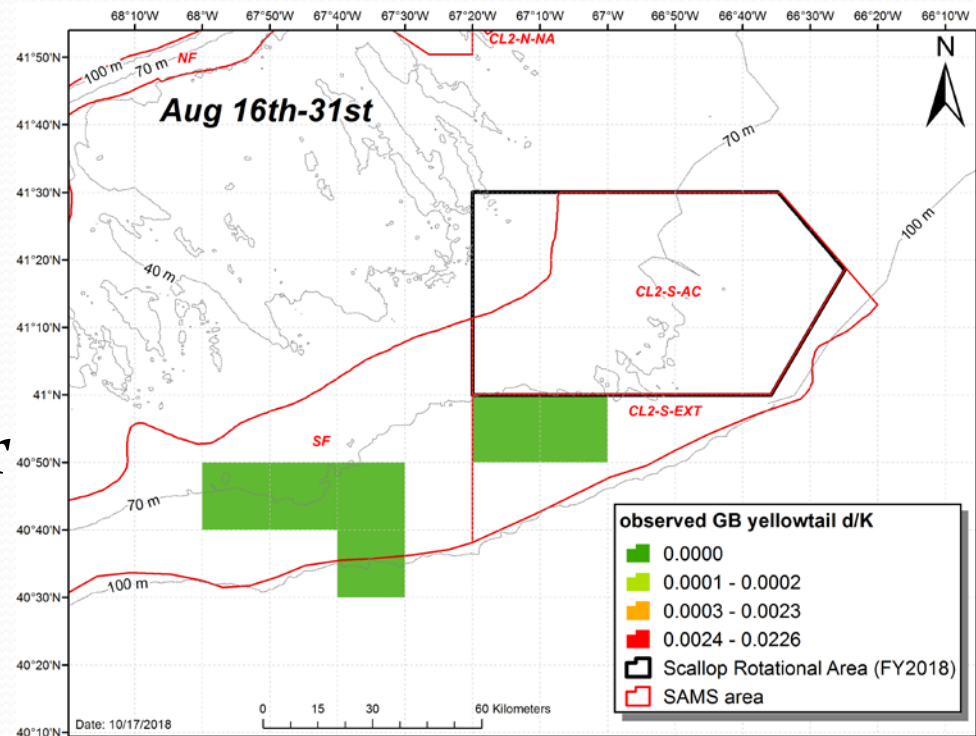 68°10'W 68°W 67°50'W 67°40'W 67°30'W 67°20'W 67°10'W 67°W 66°50'W 66°40'W 66°30'W 66°20'W 66°10'W
CL2-N-NA
N
41°50'N
NF
100 m
70 m
Aug 16th-31st
41°40'N
70 m
41°30'N
100 m
41°20'N
40 m
CL2-S-AC
41°10'N
41°N
CL2-S-EXT
SF
40°50'N
70 m
40°40'N
100 m
40°30'N
40°20'N
40°10'N
observed GB yellowtail d/K
0.0000
0.0001 - 0.0002
0.0003 - 0.0023
0.0024 - 0.0226
Scallop Rotational Area (FY2018)
SAMS area
0 15 30 60 Kilometers
Date: 10/17/2018